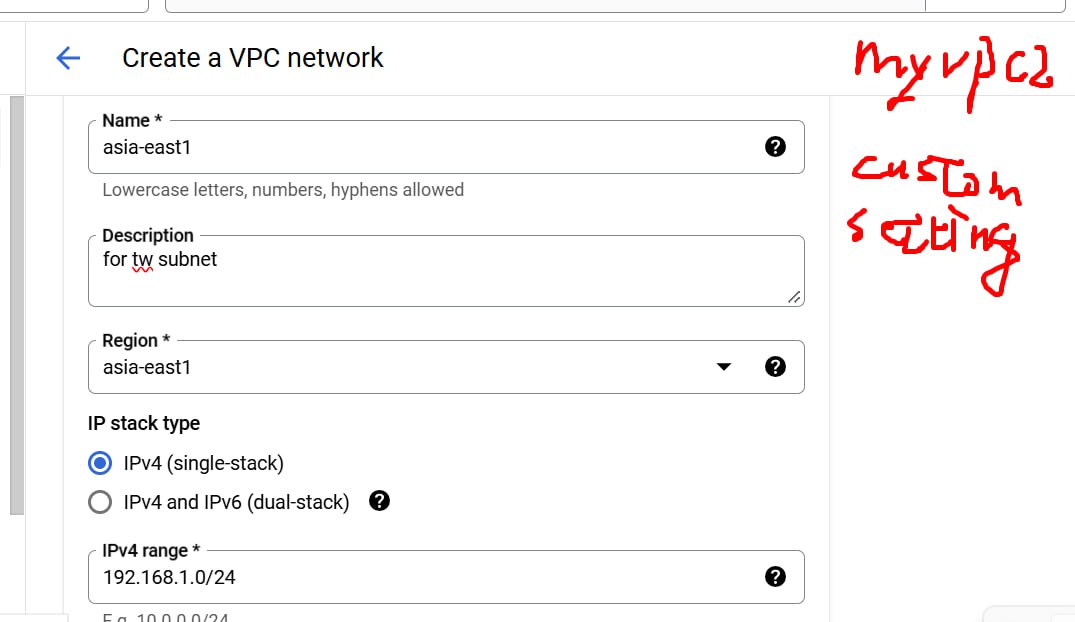 Create a VPC network
myvpc2
Name *
asia-east1
Lowercase letters, numbers, hyphens allowed
custom
setting
Description
for tw subnet
Region *
asia-east1
IP stack type
IPv4 (single-stack)
IPv4 and IPv6 (dual-stack)
IPv4 range *
192.168.1.0/24
E.g. 10.0.0.0/24